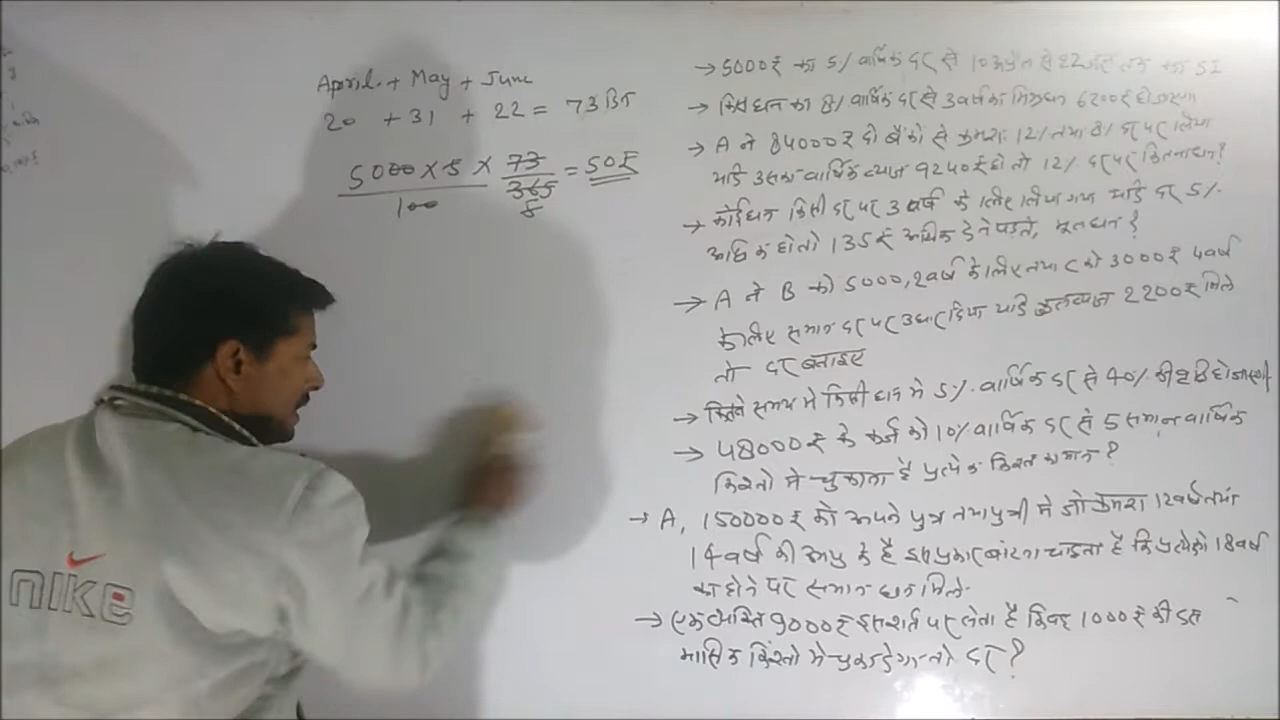 April + May + June
20 + 31 + 22 = 73 दिन
5000 × 5 × 73 = 50₹
100 365
5
→ 5000₹ का 5% वार्षिक दर से 10 अप्रैल से 22 जून तक का SI
→ किस धन का 8% वार्षिक दर से 3 वर्ष का मिश्रधन 6200₹ हो जाएगा
→ A ने 84000₹ दो बैंकों से क्रमशः 12% तथा 8% दर पर लिया
यदि उसका वार्षिक ब्याज 9240₹ हो तो 12% दर पर कितना धन?
→ कोई धन किसी दर पर 3 वर्ष के लिए लिया गया यदि दर 5%
अधिक हो तो 135₹ अधिक देने पड़ते, मूलधन?
→ A ने B को 5000, 2 वर्ष के लिए तथा C को 3000₹ 4 वर्ष
के लिए समान दर पर उधार दिया यदि कुल ब्याज 2200₹ मिले
तो दर बताइए
→ कितने समय में किसी धन में 5% वार्षिक दर से 40% की वृद्धि हो जाएगी
→ 48000₹ के कर्ज को 10% वार्षिक दर से 5 समान वार्षिक
किश्तों में चुकाता है प्रत्येक किश्त का मान?
→ A, 150000₹ को अपने पुत्र तथा पुत्री में जो क्रमशः 12 वर्ष तथा
14 वर्ष की आयु के है इस प्रकार बांटना चाहता है कि प्रत्येक को 18 वर्ष
का होने पर समान धन मिले.
→ एक व्यक्ति 9000₹ इस शर्त पर लेता है कि वह 1000₹ की दस
मासिक किश्तों में चुका देगा तो दर?
nike